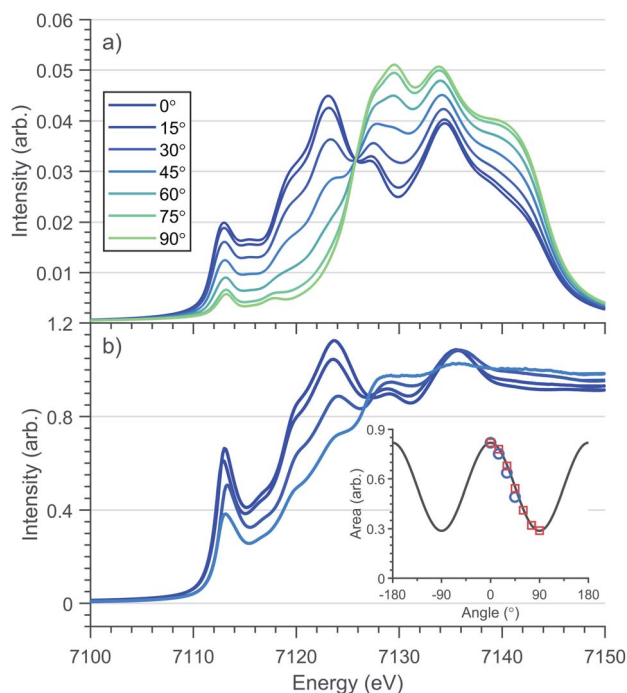 0.06
a)
0.05
0°
15°
30°
45°
60°
75°
90°
0.04
0.03
0.02
0.01
Intensity (arb.)
1.2
b)
0.8
0.4
0
Intensity (arb.)
0.9
0.6
0.3
0
Area (arb.)
-180 -90 0 90 180
Angle (°)
7100 7110 7120 7130 7140 7150
Energy (eV)